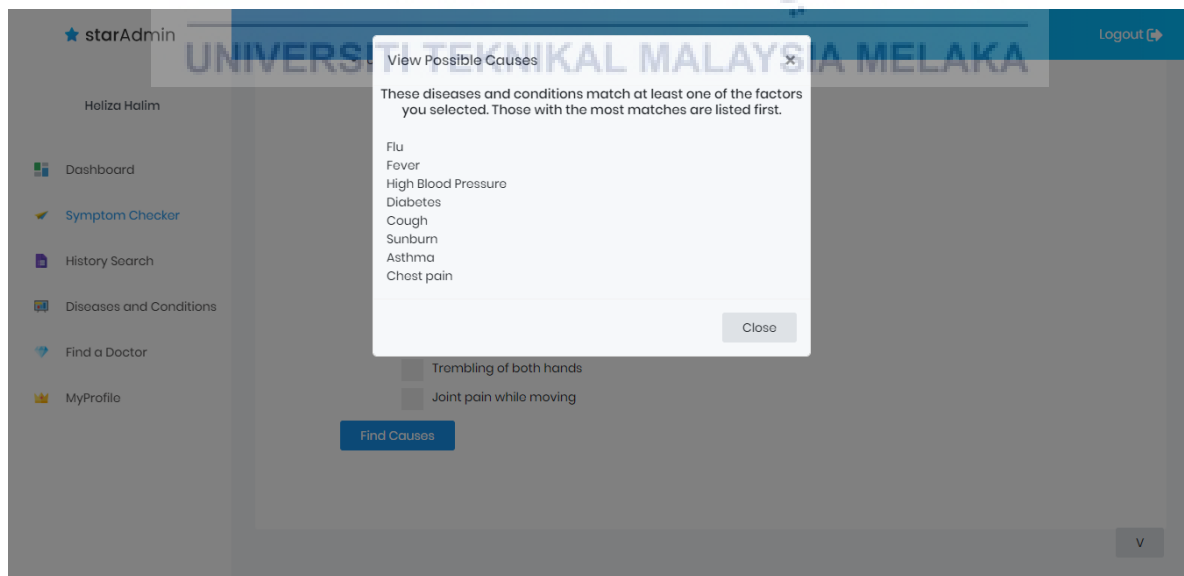 starAdmin
Logout
UNIVERSITI TEKNIKAL MALAYSIA MELAKA
Heliza Halim
Dashboard
Symptom Checker
History Search
Diseases and Conditions
Find a Doctor
MyProfile
View Possible Causes
×
These diseases and conditions match at least one of the factors
you selected. Those with the most matches are listed first.
Flu
Fever
High Blood Pressure
Diabetes
Cough
Sunburn
Asthma
Chest pain
Close
Trembling of both hands
Joint pain while moving
Find Causes
V